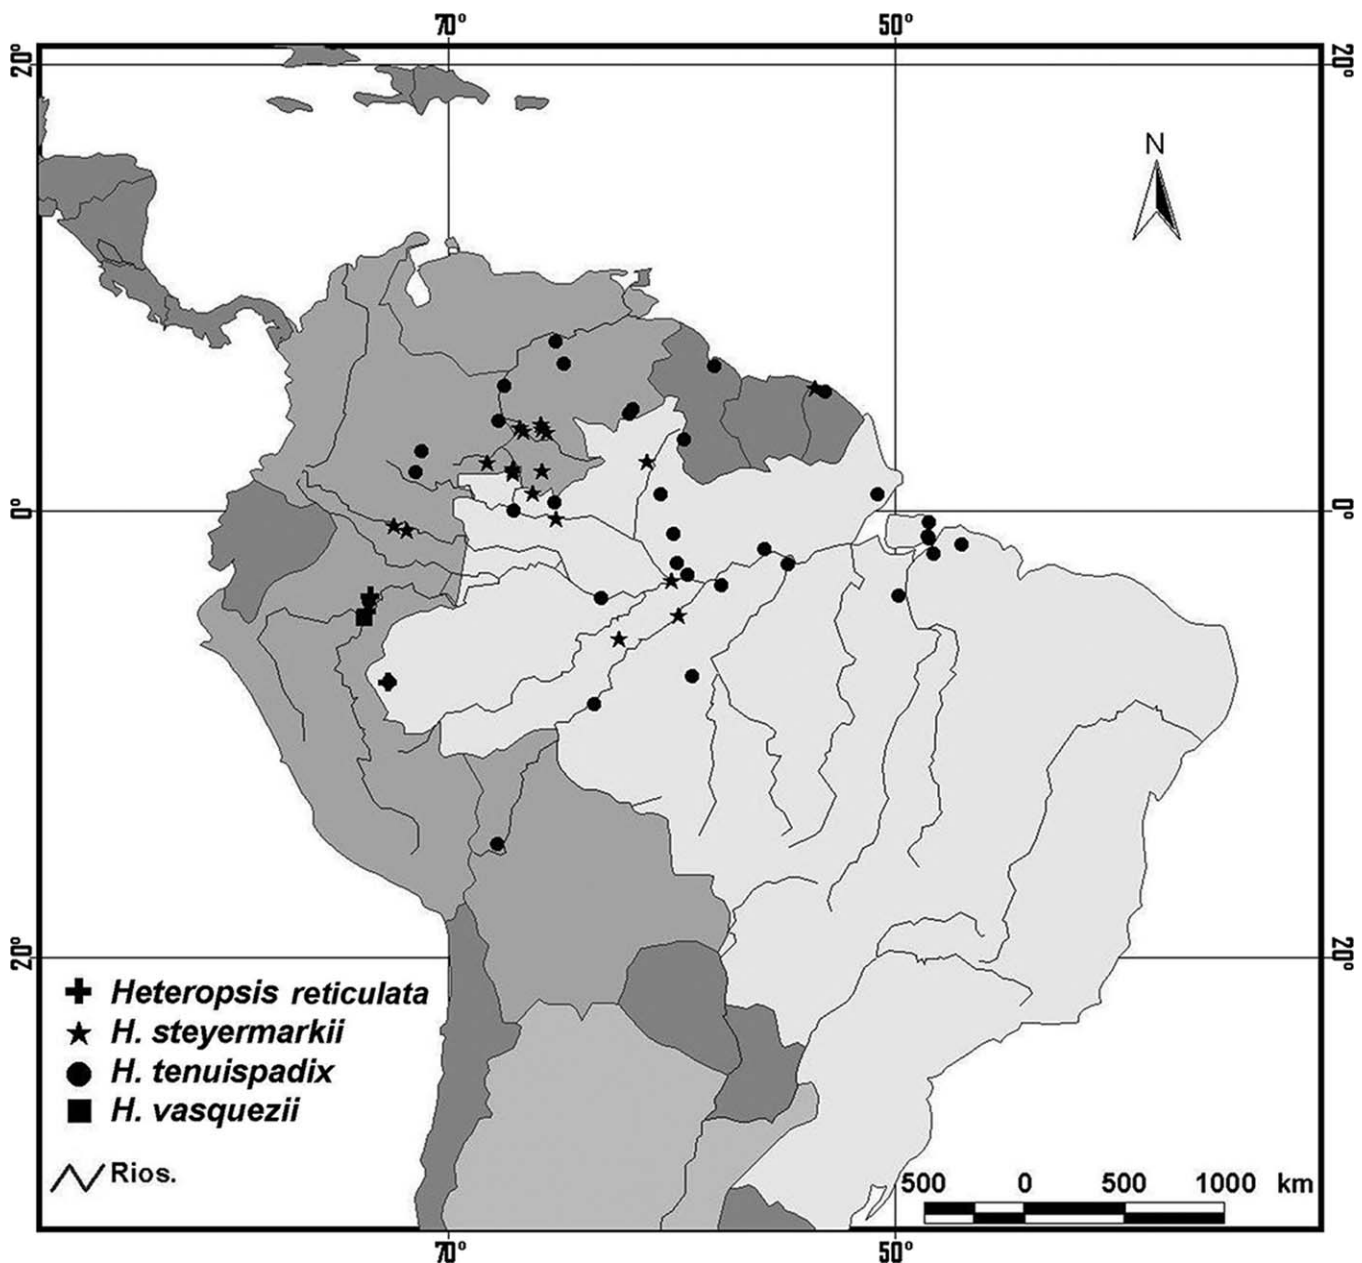 70° 50°
20° 20°
N
0° 0°
20° 20°
Heteropsis reticulata
H. steyermarkii
H. tenuispadix
H. vasquezii
Rios.
500 0 500 1000 km
70° 50°